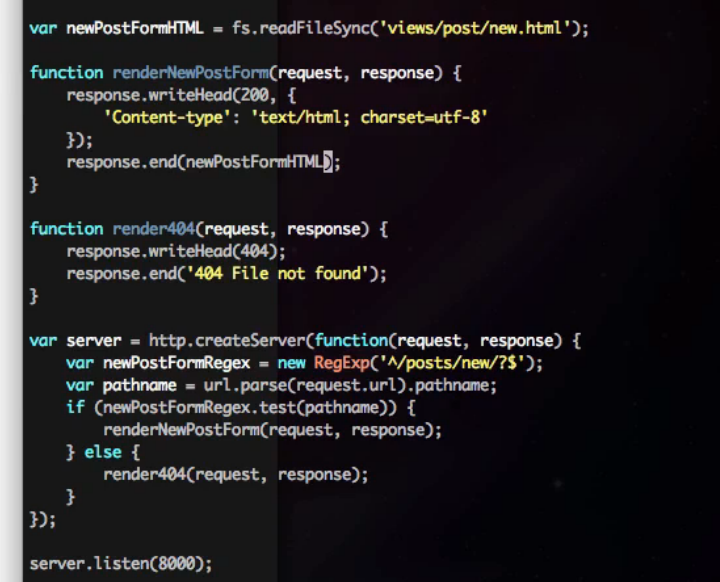 var newPostFormHTML = fs.readFileSync('views/post/new.html');
function renderNewPostForm(request, response) {
response.writeHead(200, {
'Content-type': 'text/html; charset=utf-8'
});
response.end(newPostFormHTML);
}
function render404(request, response) {
response.writeHead(404);
response.end('404 File not found');
}
var server = http.createServer(function(request, response) {
var newPostFormRegex = new RegExp('^/posts/new/?$');
var pathname = url.parse(request.url).pathname;
if (newPostFormRegex.test(pathname)) {
renderNewPostForm(request, response);
} else {
render404(request, response);
}
});
server.listen(8000);